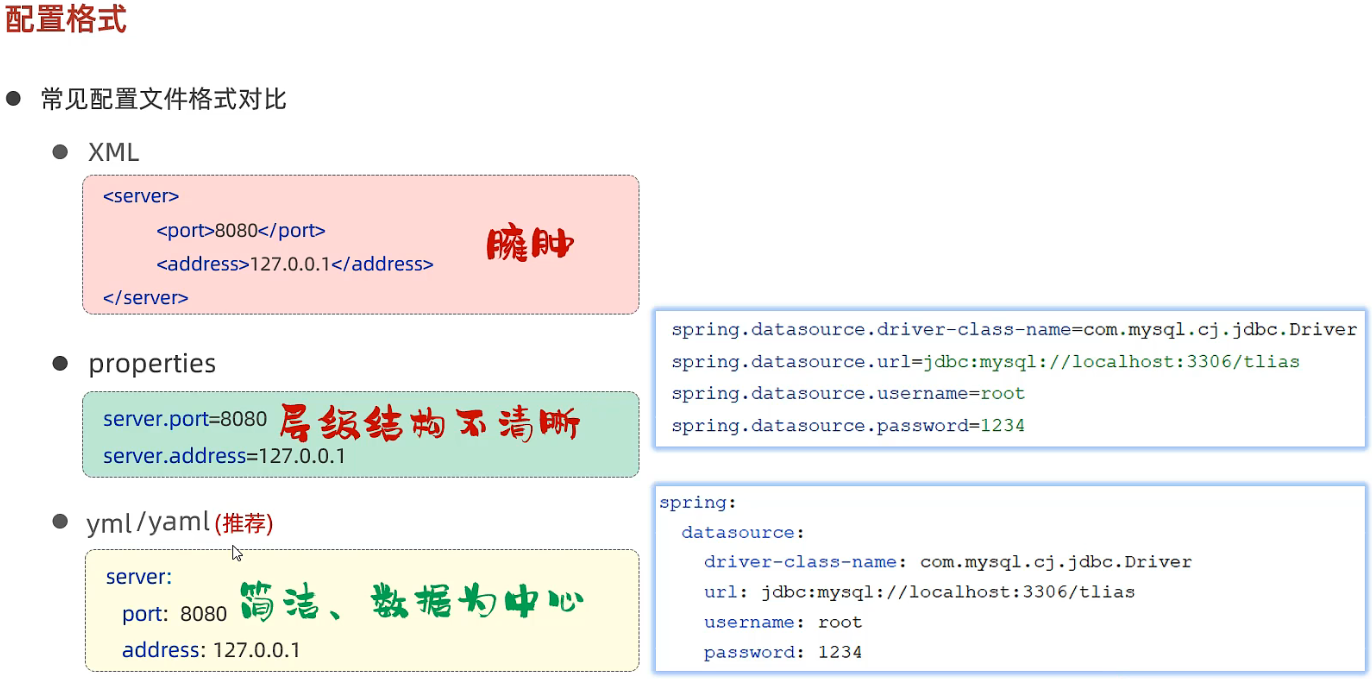 配置格式
常见配置文件格式对比
XML
<server>
<port>8080</port>
<address>127.0.0.1</address>
</server>
臃肿
properties
server.port=8080
server.address=127.0.0.1
层级结构不清晰
spring.datasource.driver-class-name=com.mysql.cj.jdbc.Driver
spring.datasource.url=jdbc:mysql://localhost:3306/tlias
spring.datasource.username=root
spring.datasource.password=1234
yml/yaml(推荐)
server:
port: 8080
address: 127.0.0.1
简洁、数据为中心
spring:
datasource:
driver-class-name: com.mysql.cj.jdbc.Driver
url: jdbc:mysql://localhost:3306/tlias
username: root
password: 1234